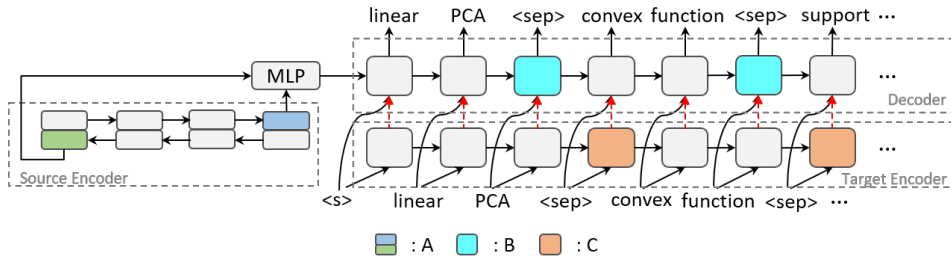 linear PCA <sep> convex function <sep> support ...
MLP
...
Decoder
...
Source Encoder
Target Encoder
<s> linear PCA <sep> convex function <sep> ...
: A : B : C